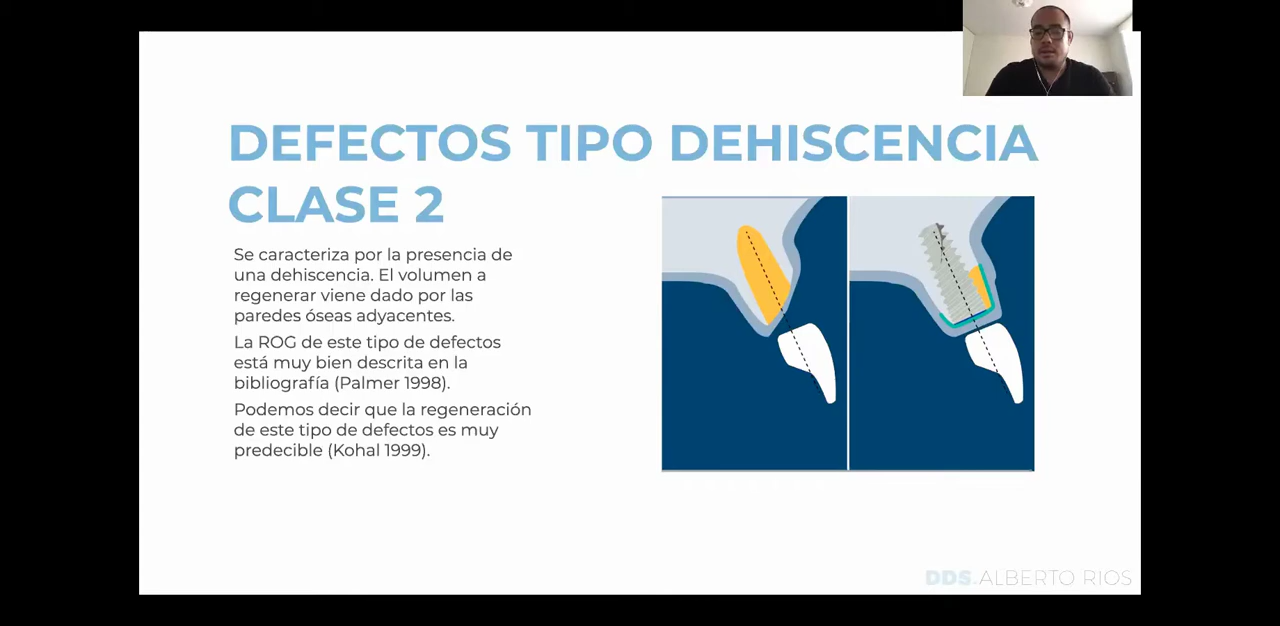 DEFECTOS TIPO DEHISCENCIA
CLASE 2
Se caracteriza por la presencia de
una dehiscencia. El volumen a
regenerar viene dado por las
paredes óseas adyacentes.
La ROG de este tipo de defectos
está muy bien descrita en la
bibliografía (Palmer 1998).
Podemos decir que la regeneración
de este tipo de defectos es muy
predecible (Kohal 1999).
DDS.ALBERTO RIOS